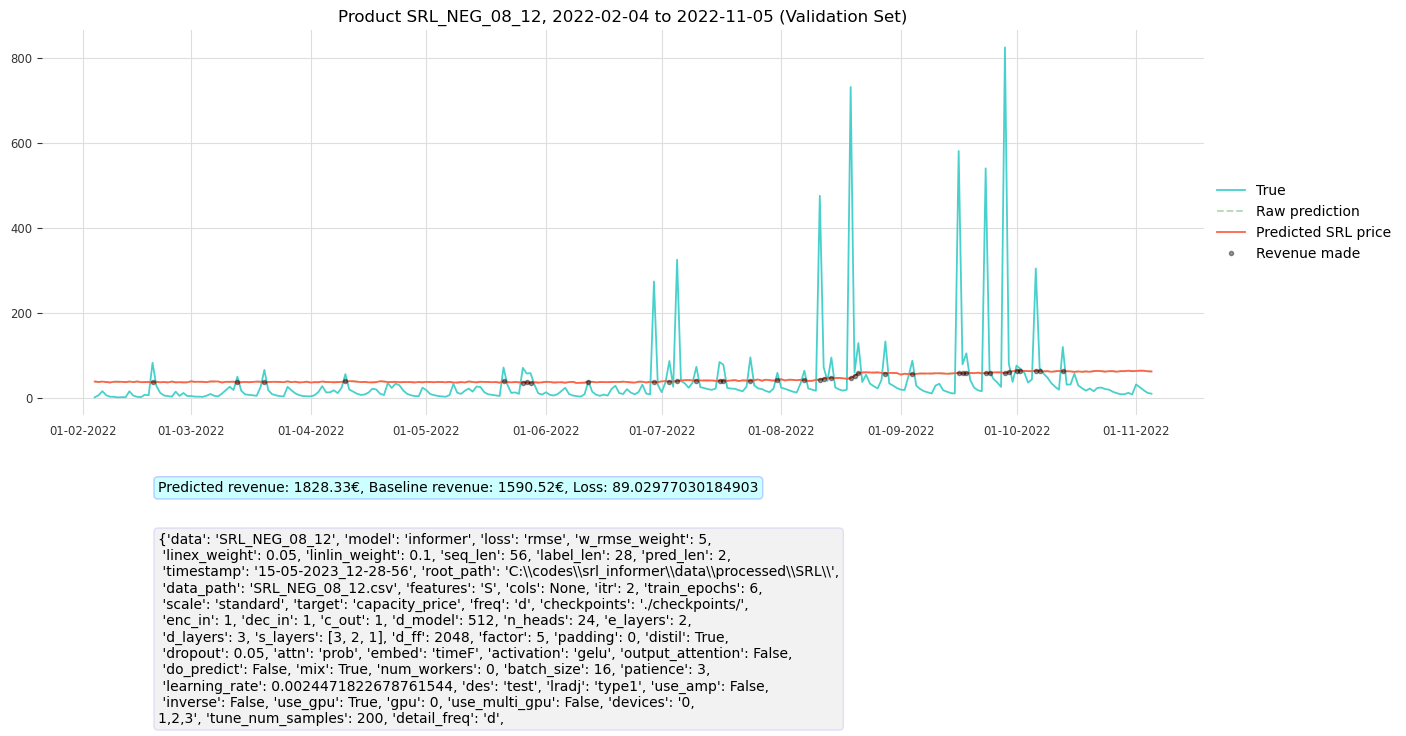 Product SRL_NEG_08_12, 2022-02-04 to 2022-11-05 (Validation Set)
800
600
400
200
0
01-02-2022 01-03-2022 01-04-2022 01-05-2022 01-06-2022 01-07-2022 01-08-2022 01-09-2022 01-10-2022 01-11-2022
True
Raw prediction
Predicted SRL price
Revenue made
Predicted revenue: 1828.33€, Baseline revenue: 1590.52€, Loss: 89.02977030184903
{'data': 'SRL_NEG_08_12', 'model': 'informer', 'loss': 'rmse', 'w_rmse_weight': 5,
'linex_weight': 0.05, 'linlin_weight': 0.1, 'seq_len': 56, 'label_len': 28, 'pred_len': 2,
'timestamp': '15-05-2023_12-28-56', 'root_path': 'C:\\codes\\srl_informer\\data\\processed\\SRL\\',
'data_path': 'SRL_NEG_08_12.csv', 'features': 'S', 'cols': None, 'itr': 2, 'train_epochs': 6,
'scale': 'standard', 'target': 'capacity_price', 'freq': 'd', 'checkpoints': './checkpoints/',
'enc_in': 1, 'dec_in': 1, 'c_out': 1, 'd_model': 512, 'n_heads': 24, 'e_layers': 2,
'd_layers': 3, 's_layers': [3, 2, 1], 'd_ff': 2048, 'factor': 5, 'padding': 0, 'distil': True,
'dropout': 0.05, 'attn': 'prob', 'embed': 'timeF', 'activation': 'gelu', 'output_attention': False,
'do_predict': False, 'mix': True, 'num_workers': 0, 'batch_size': 16, 'patience': 3,
'learning_rate': 0.0024471822678761544, 'des': 'test', 'lradj': 'type1', 'use_amp': False,
'inverse': False, 'use_gpu': True, 'gpu': 0, 'use_multi_gpu': False, 'devices': '0,
1,2,3', 'tune_num_samples': 200, 'detail_freq': 'd',